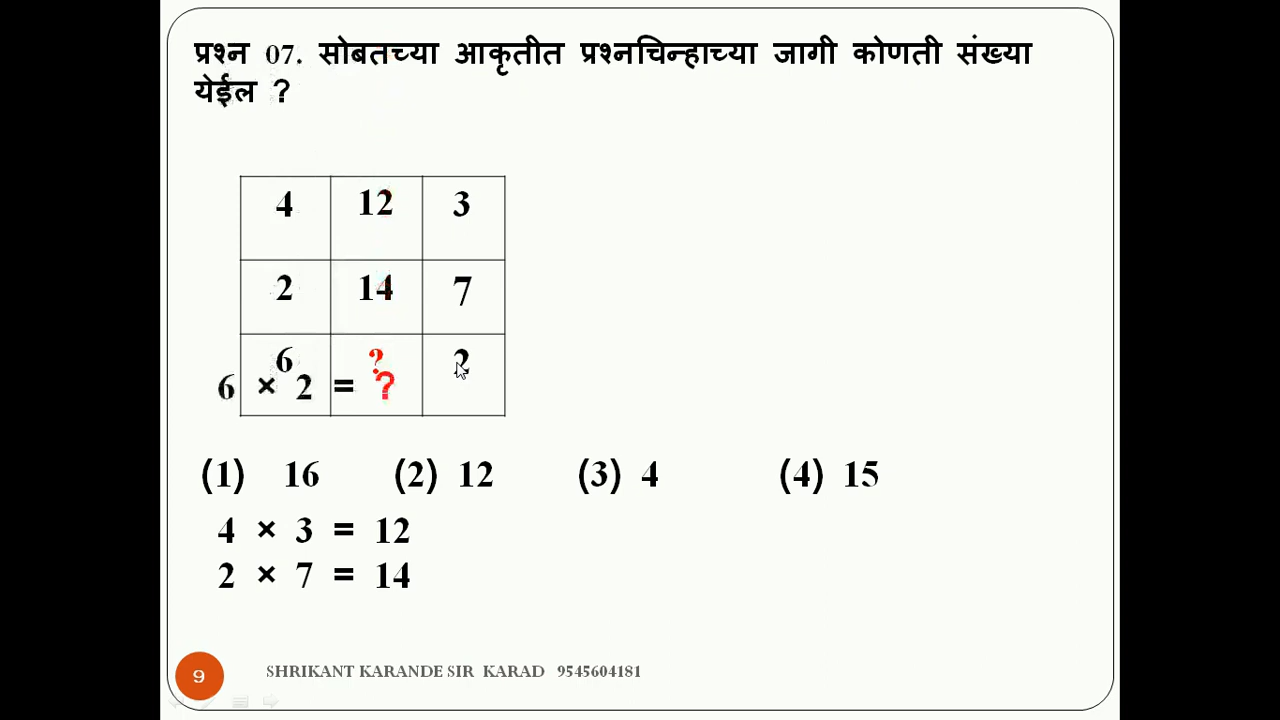 प्रश्न 07. सोबतच्या आकृतीत प्रश्नचिन्हाच्या जागी कोणती संख्या
येईल ?
4 12 3
2 14 7
6 ? 2
6 × 2 = ?
(1) 16 (2) 12 (3) 4 (4) 15
4 × 3 = 12
2 × 7 = 14
9 SHRIKANT KARANDE SIR KARAD 9545604181